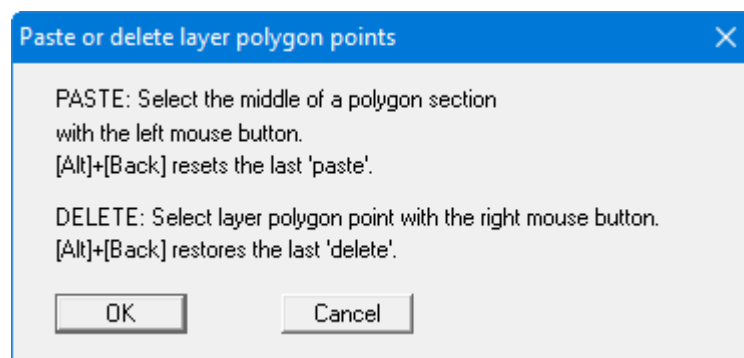 Paste or delete layer polygon points
PASTE: Select the middle of a polygon section
with the left mouse button.
[Alt]+[Back] resets the last 'paste'.
DELETE: Select layer polygon point with the right mouse button.
[Alt]+[Back] restores the last 'delete'.
OK Cancel